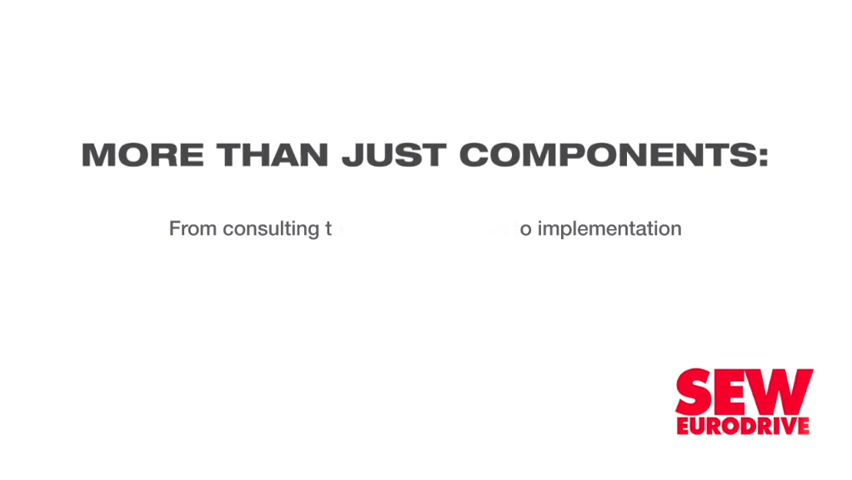 MORE THAN JUST COMPONENTS:
From consulting t o implementation
SEW
EURODRIVE